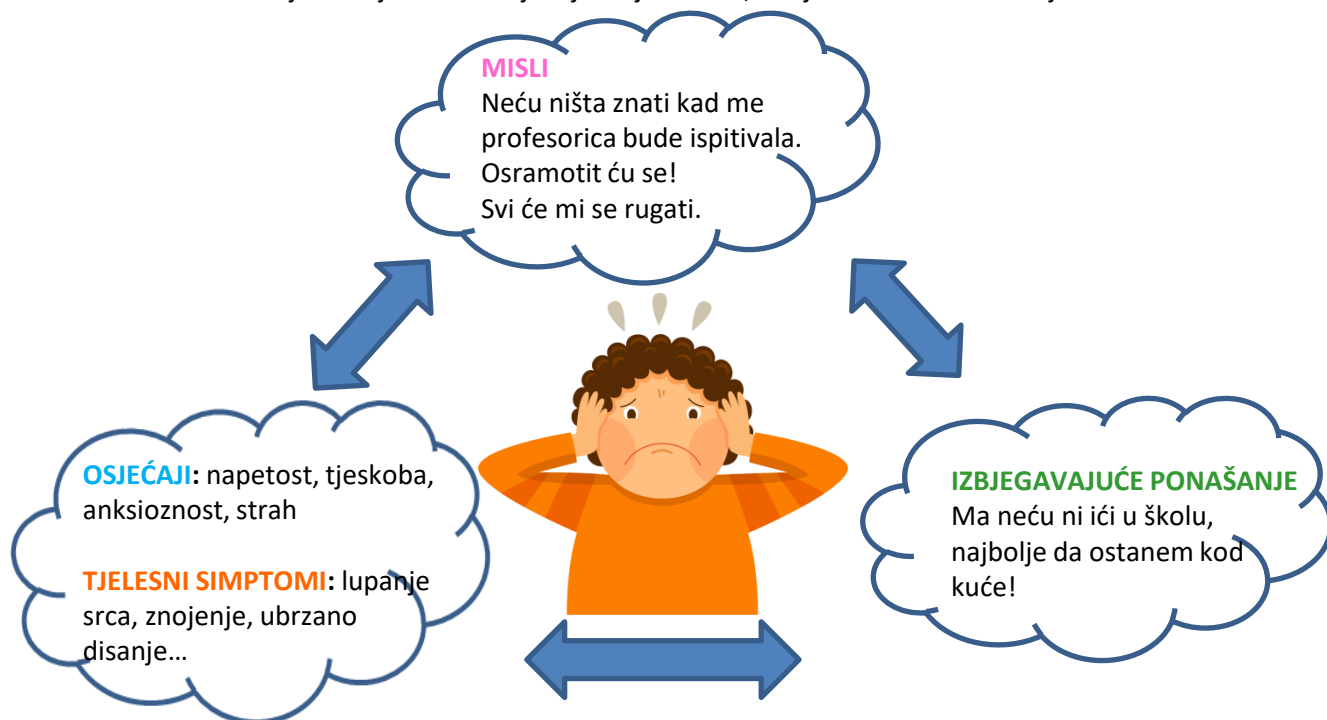 MISLI
Neću ništa znati kad me
profesorica bude ispitivala.
Osramotit ću se!
Svi će mi se rugati.
OSJEĆAJI: napetost, tjeskoba,
anksioznost, strah
TJELESNI SIMPTOMI: lupanje
srca, znojenje, ubrzano
disanje...
IZBJEGAVAJUĆE PONAŠANJE
Ma neću ni ići u školu,
najbolje da ostanem kod
kuće!